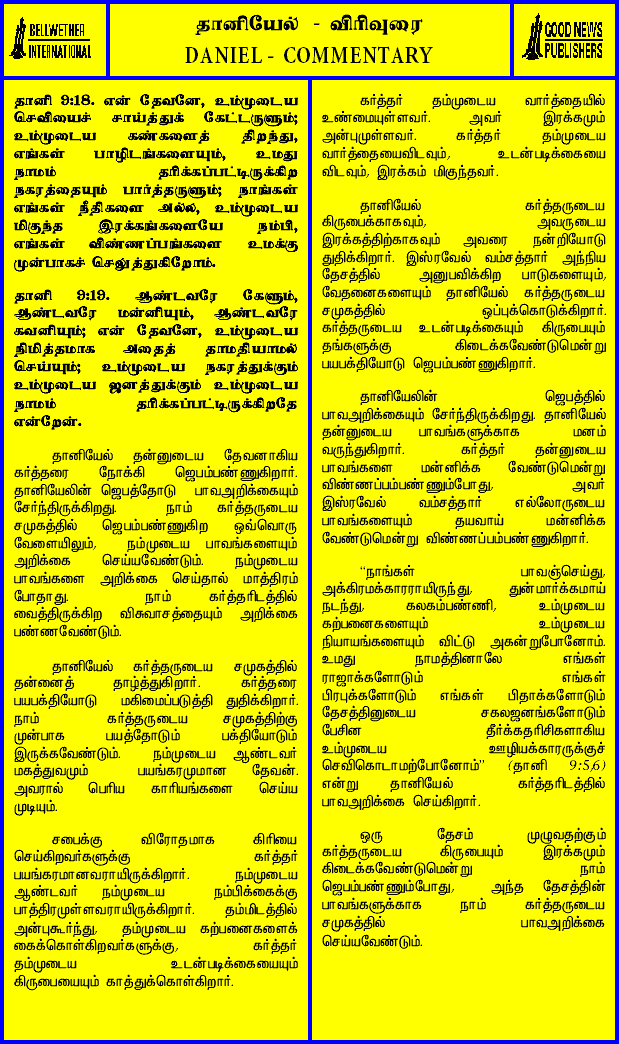 BELLWETHER
INTERNATIONAL
தானியேல் - விரிவுரை
DANIEL - COMMENTARY
GOOD NEWS
PUBLISHERS
தானி 9:18. என் தேவனே, உம்முடைய
செவியைச் சாய்த்துக் கேட்டருளும்;
உம்முடைய கண்களைத் திறந்து,
எங்கள் பாழிடங்களையும், உமது
நாமம் தரிக்கப்பட்டிருக்கிற
நகரத்தையும் பார்த்தருளும்; நாங்கள்
எங்கள் நீதிகளை அல்ல, உம்முடைய
மிகுந்த இரக்கங்களையே நம்பி,
எங்கள் விண்ணப்பங்களை உமக்கு
முன்பாகச் செலுத்துகிறோம்.
தானி 9:19. ஆண்டவரே கேளும்,
ஆண்டவரே மன்னியும், ஆண்டவரே
கவனியும்; என் தேவனே, உம்முடைய
நிமித்தமாக அதைத் தாமதியாமல்
செய்யும்; உம்முடைய நகரத்துக்கும்
உம்முடைய ஜனத்துக்கும் உம்முடைய
நாமம் தரிக்கப்பட்டிருக்கிறதே
என்றேன்.
தானியேல் தன்னுடைய தேவனாகிய
கர்த்தரை நோக்கி ஜெபம்பண்ணுகிறார்.
தானியேலின் ஜெபத்தோடு பாவஅறிக்கையும்
சேர்ந்திருக்கிறது. நாம் கர்த்தருடைய
சமுகத்தில் ஜெபம்பண்ணுகிற ஒவ்வொரு
வேளையிலும், நம்முடைய பாவங்களையும்
அறிக்கை செய்யவேண்டும். நம்முடைய
பாவங்களை அறிக்கை செய்தால் மாத்திரம்
போதாது. நாம் கர்த்தரிடத்தில்
வைத்திருக்கிற விசுவாசத்தையும் அறிக்கை
பண்ணவேண்டும்.
தானியேல் கர்த்தருடைய சமுகத்தில்
தன்னைத் தாழ்த்துகிறார். கர்த்தரை
பயபக்தியோடு மகிமைப்படுத்தி துதிக்கிறார்.
நாம் கர்த்தருடைய சமுகத்திற்கு
முன்பாக பயத்தோடும் பக்தியோடும்
இருக்கவேண்டும். நம்முடைய ஆண்டவர்
மகத்துவமும் பயங்கரமுமான தேவன்.
அவரால் பெரிய காரியங்களை செய்ய
முடியும்.
சபைக்கு விரோதமாக கிரியை
செய்கிறவர்களுக்கு கர்த்தர்
பயங்கரமானவராயிருக்கிறார். நம்முடைய
ஆண்டவர் நம்முடைய நம்பிக்கைக்கு
பாத்திரமுள்ளவராயிருக்கிறார். தம்மிடத்தில்
அன்புகூர்ந்து, தம்முடைய கற்பனைகளைக்
கைக்கொள்கிறவர்களுக்கு, கர்த்தர்
தம்முடைய உடன்படிக்கையையும்
கிருபையையும் காத்துக்கொள்கிறார்.
கர்த்தர் தம்முடைய வார்த்தையில்
உண்மையுள்ளவர். அவர் இரக்கமும்
அன்புமுள்ளவர். கர்த்தர் தம்முடைய
வார்த்தையைவிடவும், உடன்படிக்கையை
விடவும், இரக்கம் மிகுந்தவர்.
தானியேல் கர்த்தருடைய
கிருபைக்காகவும், அவருடைய
இரக்கத்திற்காகவும் அவரை நன்றியோடு
துதிக்கிறார். இஸ்ரவேல் வம்சத்தார் அந்நிய
தேசத்தில் அனுபவிக்கிற பாடுகளையும்,
வேதனைகளையும் தானியேல் கர்த்தருடைய
சமுகத்தில் ஒப்புக்கொடுக்கிறார்.
கர்த்தருடைய உடன்படிக்கையும் கிருபையும்
தங்களுக்கு கிடைக்கவேண்டுமென்று
பயபக்தியோடு ஜெபம்பண்ணுகிறார்.
தானியேலின் ஜெபத்தில்
பாவஅறிக்கையும் சேர்ந்திருக்கிறது. தானியேல்
தன்னுடைய பாவங்களுக்காக மனம்
வருந்துகிறார். கர்த்தர் தன்னுடைய
பாவங்களை மன்னிக்க வேண்டுமென்று
விண்ணப்பம்பண்ணும்போது, அவர்
இஸ்ரவேல் வம்சத்தார் எல்லோருடைய
பாவங்களையும் தயவாய் மன்னிக்க
வேண்டுமென்று விண்ணப்பம்பண்ணுகிறார்.
“நாங்கள் பாவஞ்செய்து,
அக்கிரமக்காரராயிருந்து, துன்மார்க்கமாய்
நடந்து, கலகம்பண்ணி, உம்முடைய
கற்பனைகளையும் உம்முடைய
நியாயங்களையும் விட்டு அகன்றுபோனோம்.
உமது நாமத்தினாலே எங்கள்
ராஜாக்களோடும் எங்கள்
பிரபுக்களோடும் எங்கள் பிதாக்களோடும்
தேசத்தினுடைய சகலஜனங்களோடும்
பேசின தீர்க்கதரிசிகளாகிய
உம்முடைய ஊழியக்காரருக்குச்
செவிகொடாமற்போனோம்” (தானி 9:5,6)
என்று தானியேல் கர்த்தரிடத்தில்
பாவஅறிக்கை செய்கிறார்.
ஒரு தேசம் முழுவதற்கும்
கர்த்தருடைய கிருபையும் இரக்கமும்
கிடைக்கவேண்டுமென்று நாம்
ஜெபம்பண்ணும்போது, அந்த தேசத்தின்
பாவங்களுக்காக நாம் கர்த்தருடைய
சமுகத்தில் பாவஅறிக்கை
செய்யவேண்டும்.